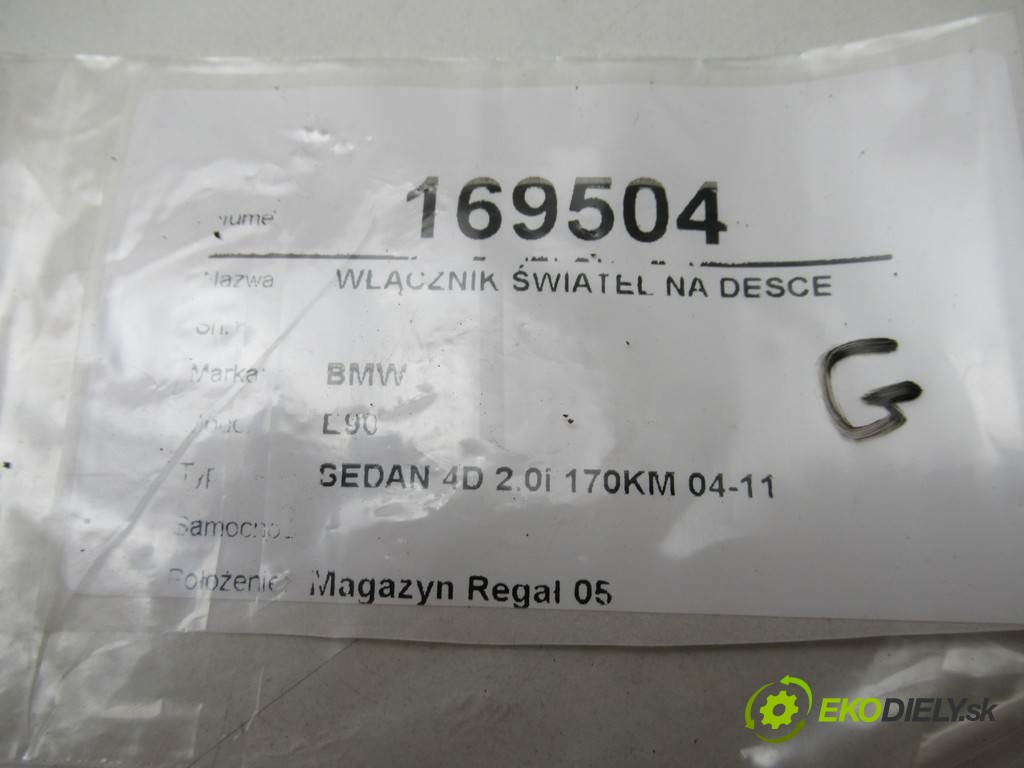 169504
Nazwa WŁĄCZNIK ŚWIATEŁ NA DESCE
Marka BMW
E90
Typ SEDAN 4D 2.0i 170KM 04-11
Położenie: Magazyn Regał 05
G
EKODIELY.sk